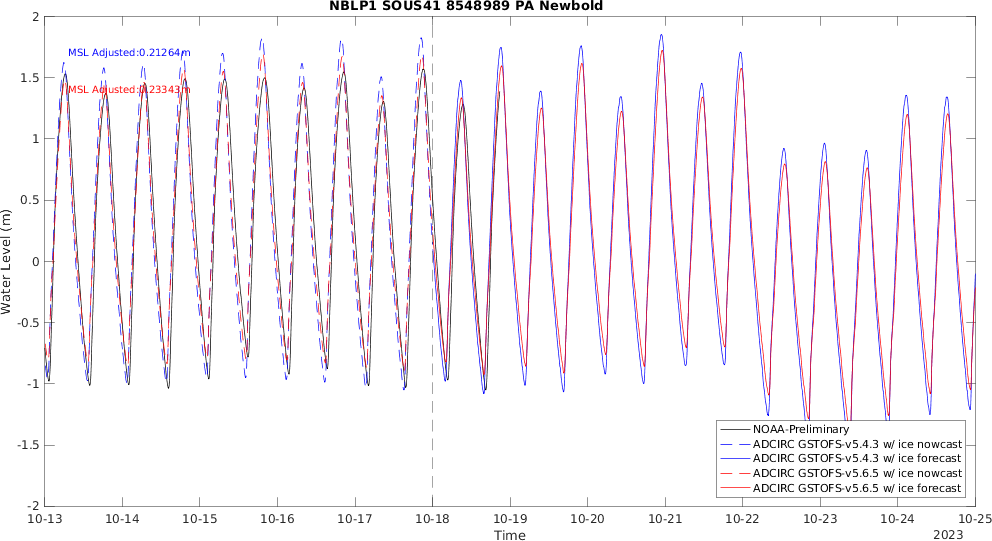 NBLP1 SOUS41 8548989 PA Newbold
MSL Adjusted:0.21264m
MSL Adjusted:0.23343m
Water Level (m)
2
1.5
1
0.5
0
-0.5
-1
-1.5
-2
NOAA-Preliminary
ADCIRC GSTOFS-v5.4.3 w/ ice nowcast
ADCIRC GSTOFS-v5.4.3 w/ ice forecast
ADCIRC GSTOFS-v5.6.5 w/ ice nowcast
ADCIRC GSTOFS-v5.6.5 w/ ice forecast
10-13 10-14 10-15 10-16 10-17 10-18 10-19 10-20 10-21 10-22 10-23 10-24 10-25
Time
2023